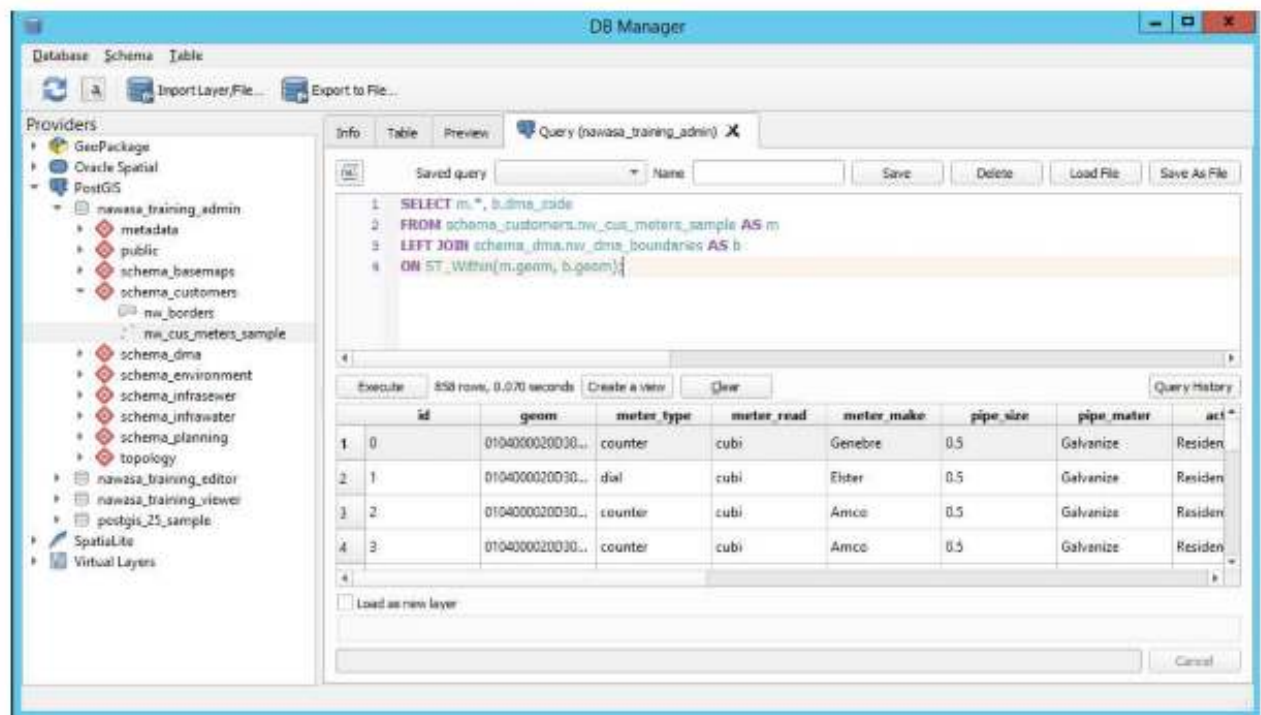 DB Manager
Database Schema Table
Import Layer/File... Export to File...
Providers
GeoPackage
Oracle Spatial
PostGIS
nawasa_training_admin
metadata
public
schema_basemaps
schema_customers
nw_borders
nw_cus_meters_sample
schema_dma
schema_environment
schema_infrasewer
schema_infrawater
schema_planning
topology
nawasa_training_editor
nawasa_training_viewer
postgis_25_sample
SpatiaLite
Virtual Layers
Info Table Preview Query (nawasa_training_admin) X
Saved query Name Save Delete Load File Save As File
1 SELECT m.*, b.dma_code
2 FROM schema_customers.nw_cus_meters_sample AS m
3 LEFT JOIN schema_dma.nw_dma_boundaries AS b
4 ON ST_Within(m.geom, b.geom);
Execute 858 rows, 0.070 seconds Create a view Clear Query History
id geom meter_type meter_read meter_make pipe_size pipe_mater act
1 0 0104000020D30... counter cubi Genebre 0.5 Galvanize Residen
2 1 0104000020D30... dial cubi Elster 0.5 Galvanize Residen
3 2 0104000020D30... counter cubi Amco 0.5 Galvanize Residen
4 3 0104000020D30... counter cubi Amco 0.5 Galvanize Residen
Load as new layer
Cancel